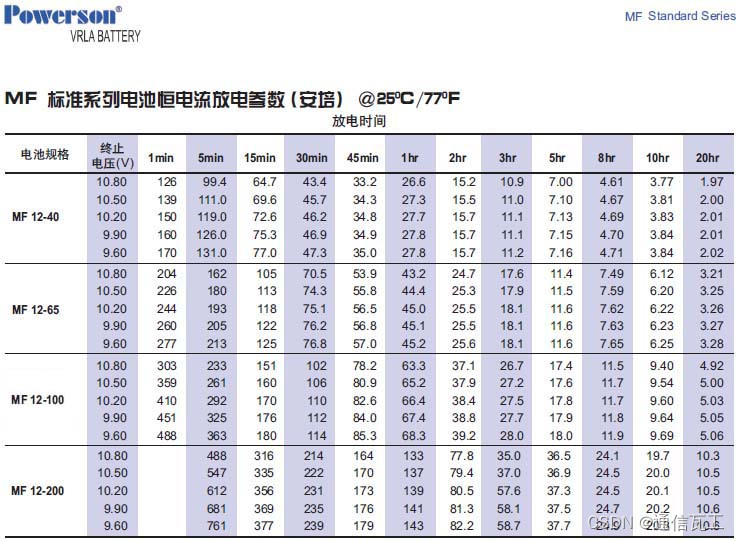 Powerson®
VRLA BATTERY
MF Standard Series
MF 标准系列电池恒电流放电参数(安培) @25⁰C/77⁰F
放电时间
电池规格 终止电压(V) 1min 5min 15min 30min 45min 1hr 2hr 3hr 5hr 8hr 10hr 20hr
10.80 126 99.4 64.7 43.4 33.2 26.6 15.2 10.9 7.00 4.61 3.77 1.97
10.50 139 111.0 69.6 45.7 34.3 27.3 15.5 11.0 7.10 4.67 3.81 2.00
MF 12-40 10.20 150 119.0 72.6 46.2 34.8 27.7 15.7 11.1 7.13 4.69 3.83 2.01
9.90 160 126.0 75.3 46.9 34.9 27.8 15.7 11.1 7.15 4.70 3.84 2.01
9.60 170 131.0 77.0 47.3 35.0 27.8 15.7 11.2 7.16 4.71 3.84 2.02
10.80 204 162 105 70.5 53.9 43.2 24.7 17.6 11.4 7.49 6.12 3.21
10.50 226 180 113 74.3 55.8 44.4 25.3 17.9 11.5 7.59 6.20 3.25
MF 12-65 10.20 244 193 118 75.1 56.5 45.0 25.5 18.1 11.6 7.62 6.22 3.26
9.90 260 205 122 76.2 56.8 45.1 25.5 18.1 11.6 7.63 6.23 3.27
9.60 277 213 125 76.8 57.0 45.2 25.6 18.1 11.6 7.65 6.25 3.28
10.80 303 233 151 102 78.2 63.3 37.1 26.7 17.4 11.5 9.40 4.92
10.50 359 261 160 106 80.9 65.2 37.9 27.2 17.6 11.7 9.54 5.00
MF 12-100 10.20 410 292 170 110 82.6 66.4 38.4 27.5 17.8 11.7 9.60 5.03
9.90 451 325 176 112 84.0 67.4 38.8 27.7 17.9 11.8 9.64 5.05
9.60 488 363 180 114 85.3 68.3 39.2 28.0 18.0 11.9 9.69 5.06
10.80 488 316 214 164 133 77.8 35.0 36.5 24.1 19.7 10.3
10.50 547 335 222 170 137 79.4 37.0 36.9 24.5 20.0 10.5
MF 12-200 10.20 612 356 231 173 139 80.5 57.6 37.3 24.5 20.1 10.5
9.90 681 369 235 176 141 81.3 58.1 37.5 24.7 20.2 10.6
9.60 761 377 239 179 143 82.2 58.7 37.7
CSDN @通信瓦工